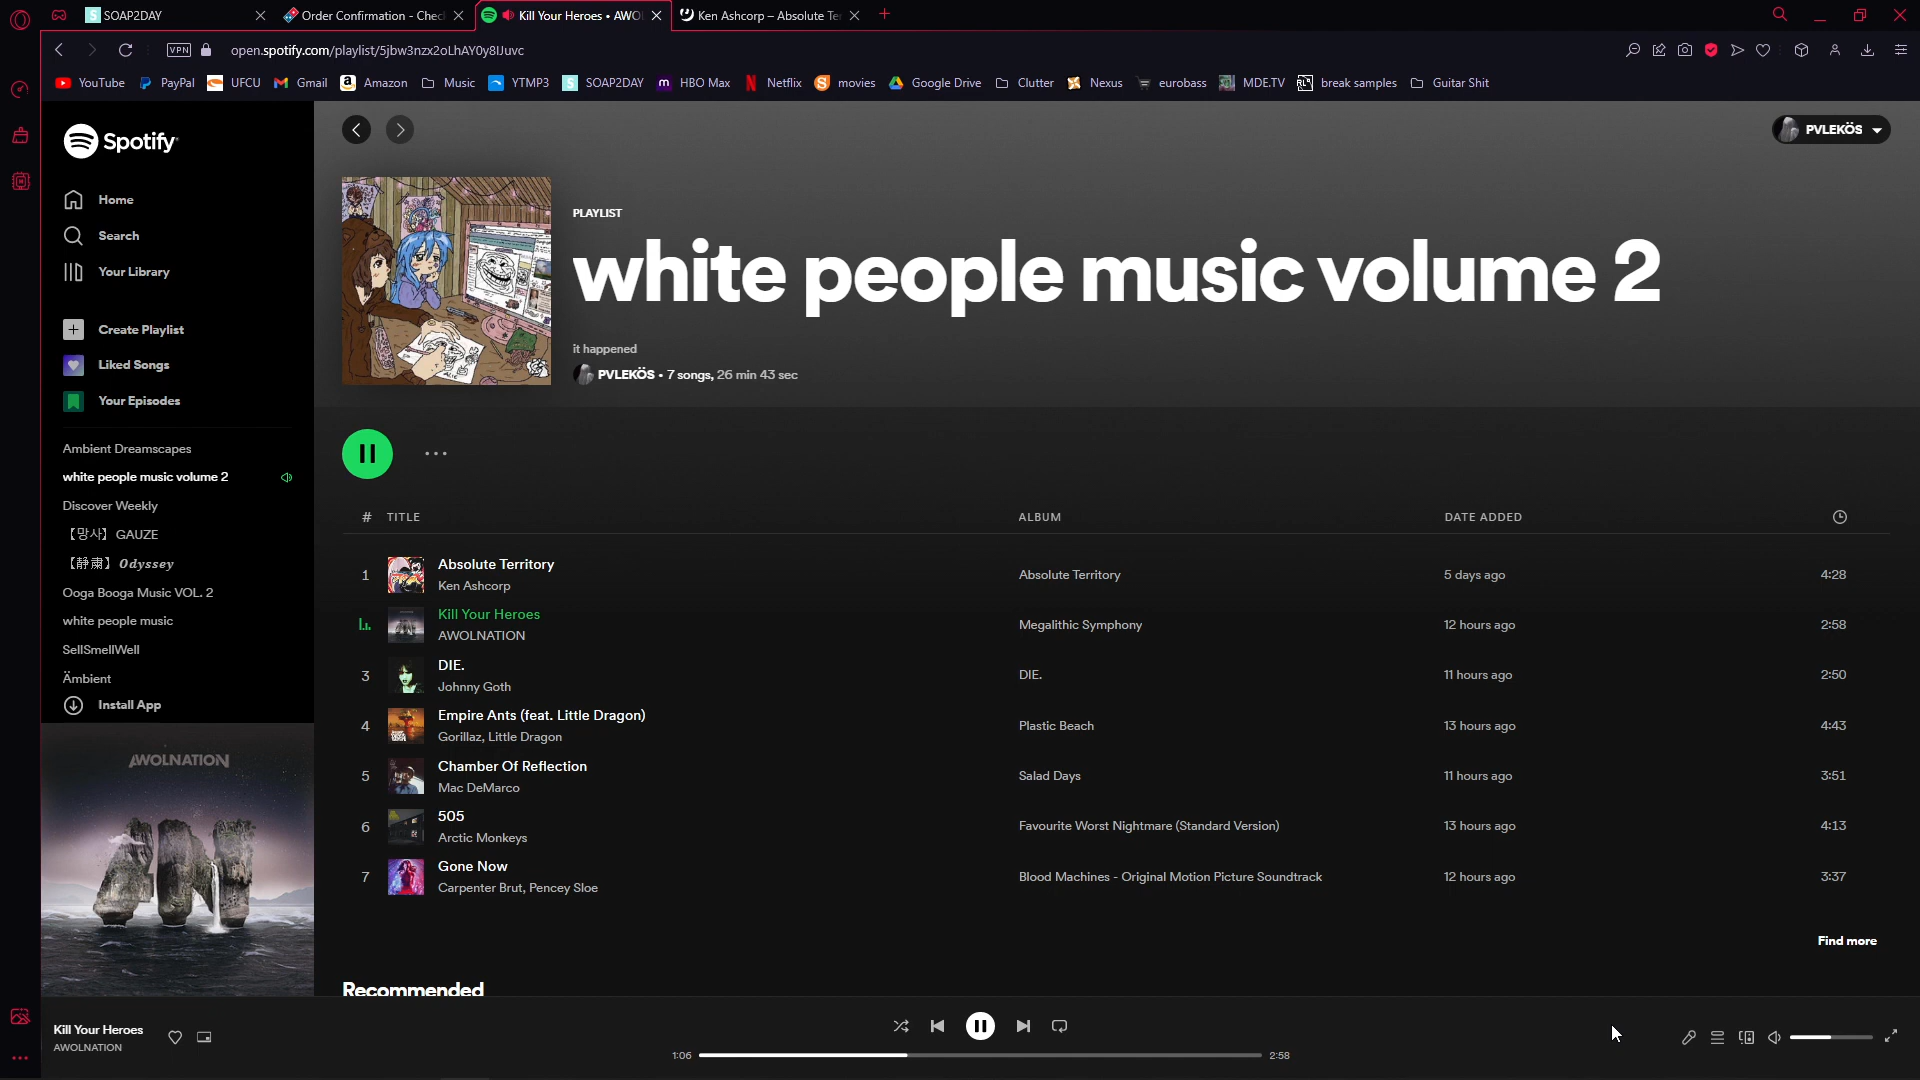 SOAP2DAY
Order Confirmation - Chec
Kill Your Heroes • AWO
Ken Ashcorp – Absolute Te
VPN
open.spotify.com/playlist/5jbw3nzx2oLhAY0y8IJuvc
YouTube
PayPal
UFCU
Gmail
Amazon
Music
YTMP3
SOAP2DAY
HBO Max
Netflix
movies
Google Drive
Clutter
Nexus
eurobass
MDE.TV
break samples
Guitar Shit
Spotify
Home
Search
Your Library
Create Playlist
Liked Songs
Your Episodes
Ambient Dreamscapes
white people music volume 2
Discover Weekly
【망사】 GAUZE
【静粛】 Odyssey
Ooga Booga Music VOL. 2
white people music
SellSmellWell
Ämbient
Install App
AWOLNATION
PVLEKÖS
PLAYLIST
white people music volume 2
it happened
PVLEKÖS • 7 songs, 26 min 43 sec
# TITLE ALBUM DATE ADDED
1 Absolute Territory Absolute Territory 5 days ago 4:28
Ken Ashcorp
Kill Your Heroes Megalithic Symphony 12 hours ago 2:58
AWOLNATION
3 DIE. DIE. 11 hours ago 2:50
Johnny Goth
4 Empire Ants (feat. Little Dragon) Plastic Beach 13 hours ago 4:43
Gorillaz, Little Dragon
5 Chamber Of Reflection Salad Days 11 hours ago 3:51
Mac DeMarco
6 505 Favourite Worst Nightmare (Standard Version) 13 hours ago 4:13
Arctic Monkeys
7 Gone Now Blood Machines - Original Motion Picture Soundtrack 12 hours ago 3:37
Carpenter Brut, Pencey Sloe
Find more
Recommended
Kill Your Heroes
AWOLNATION
1:06
2:58